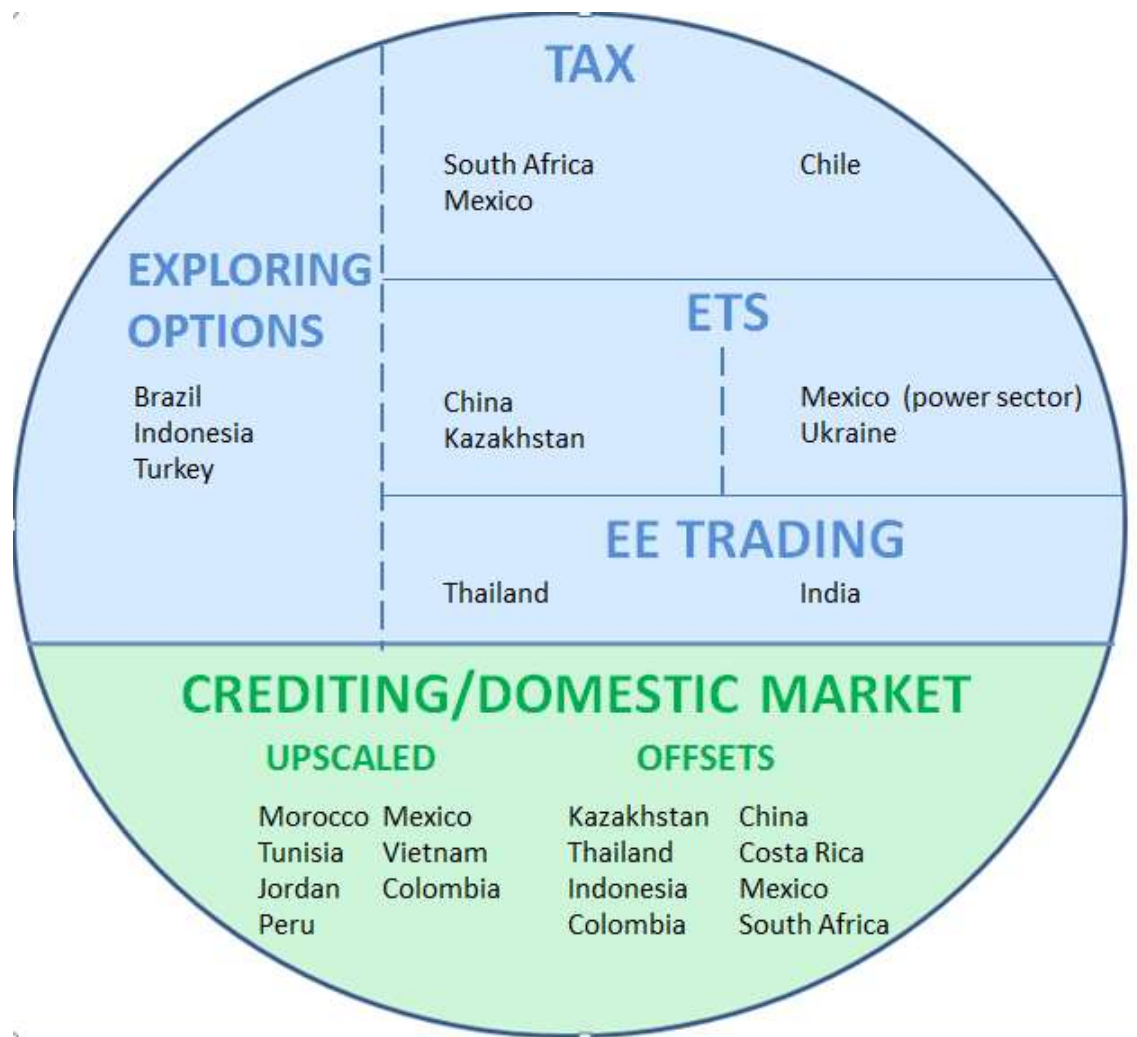 TAX
South Africa
Mexico
Chile
EXPLORING
OPTIONS
Brazil
Indonesia
Turkey
ETS
China
Kazakhstan
Mexico (power sector)
Ukraine
EE TRADING
Thailand
India
CREDITING/DOMESTIC MARKET
UPSCALED
Morocco Mexico
Tunisia Vietnam
Jordan Colombia
Peru
OFFSETS
Kazakhstan China
Thailand Costa Rica
Indonesia Mexico
Colombia South Africa